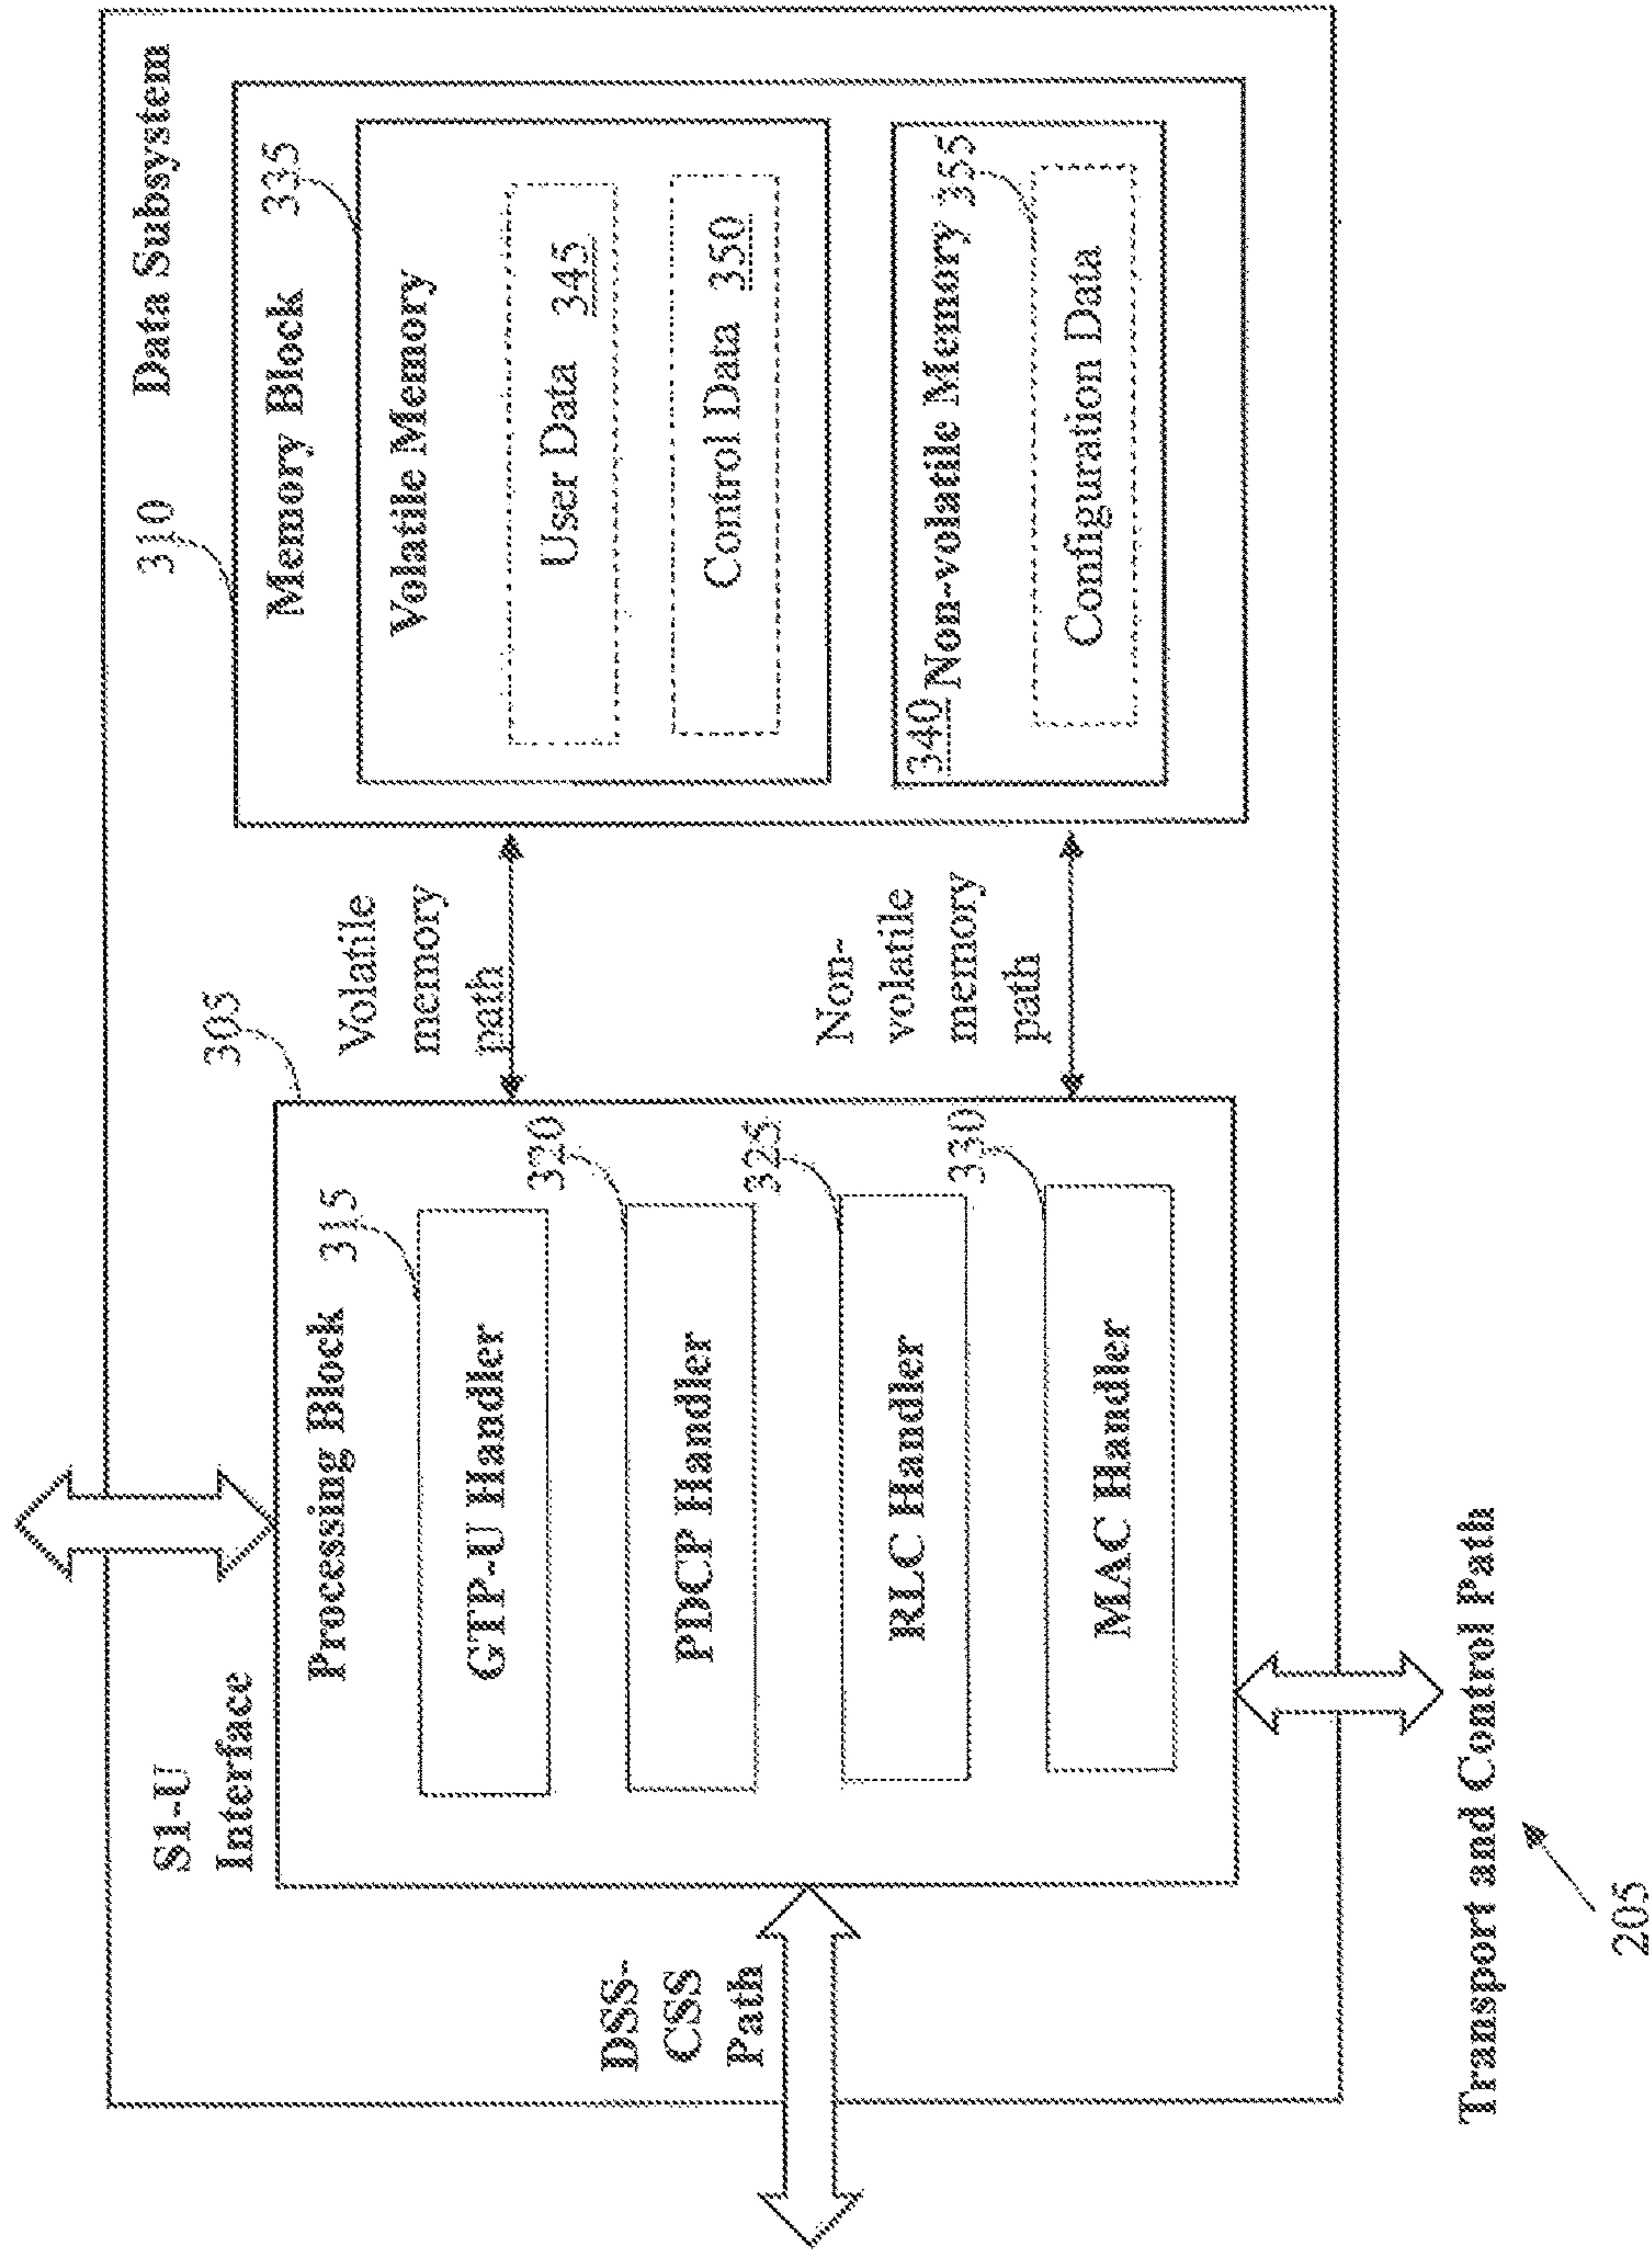 Data Subsystem
S1-U
Interface
DSS-
CSS
Path
305
Processing Block
315
GTP-U Handler
320
PDCP Handler
325
RLC Handler
330
MAC Handler
Volatile
memory
path
Non-
volatile
memory
path
310
Memory Block
335
Volatile Memory
User Data 345
Control Data 350
340 Non-volatile Memory 355
Configuration Data
Transport and Control Path
205